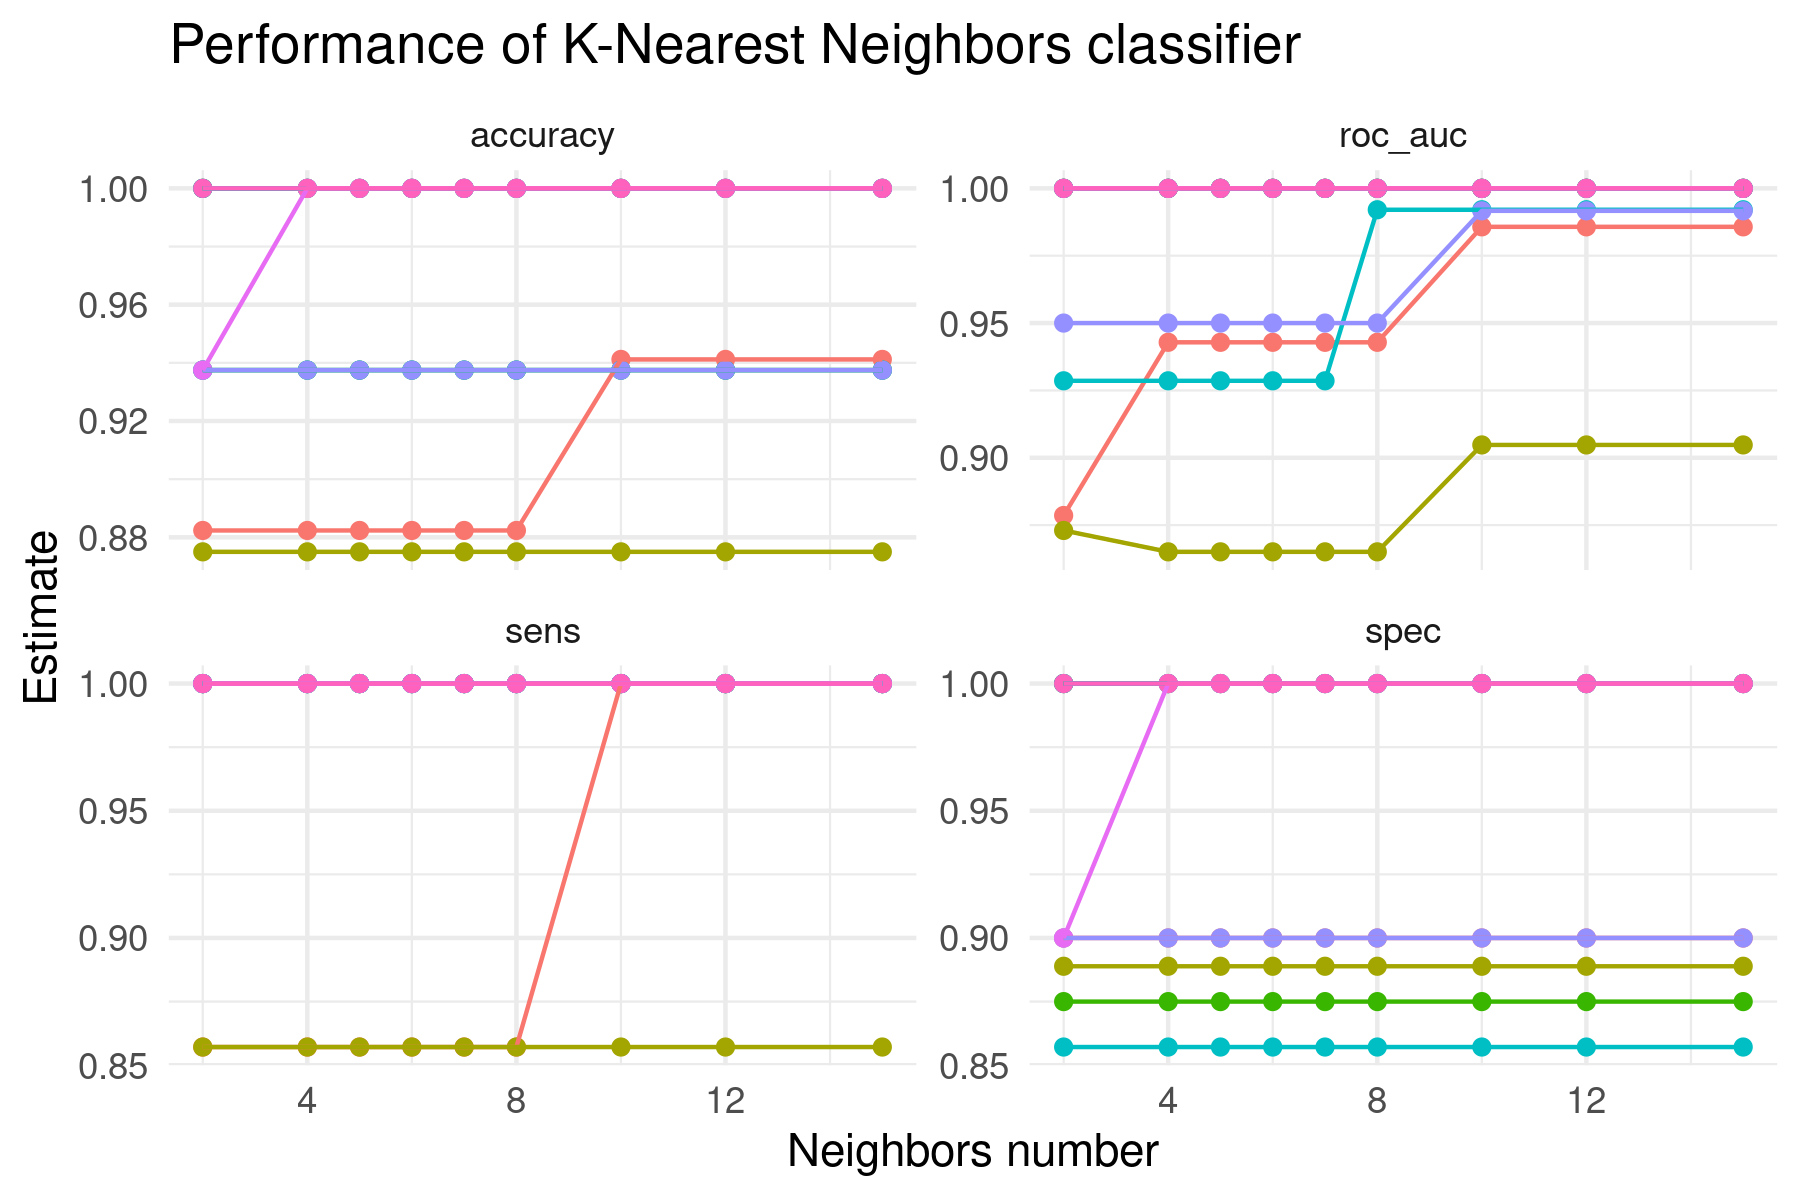 Performance of K-Nearest Neighbors classifier
accuracy
roc_auc
1.00
0.96
0.92
0.88
1.00
0.95
0.90
Estimate
sens
spec
1.00
0.95
0.90
0.85
1.00
0.95
0.90
0.85
4 8 12
4 8 12
Neighbors number